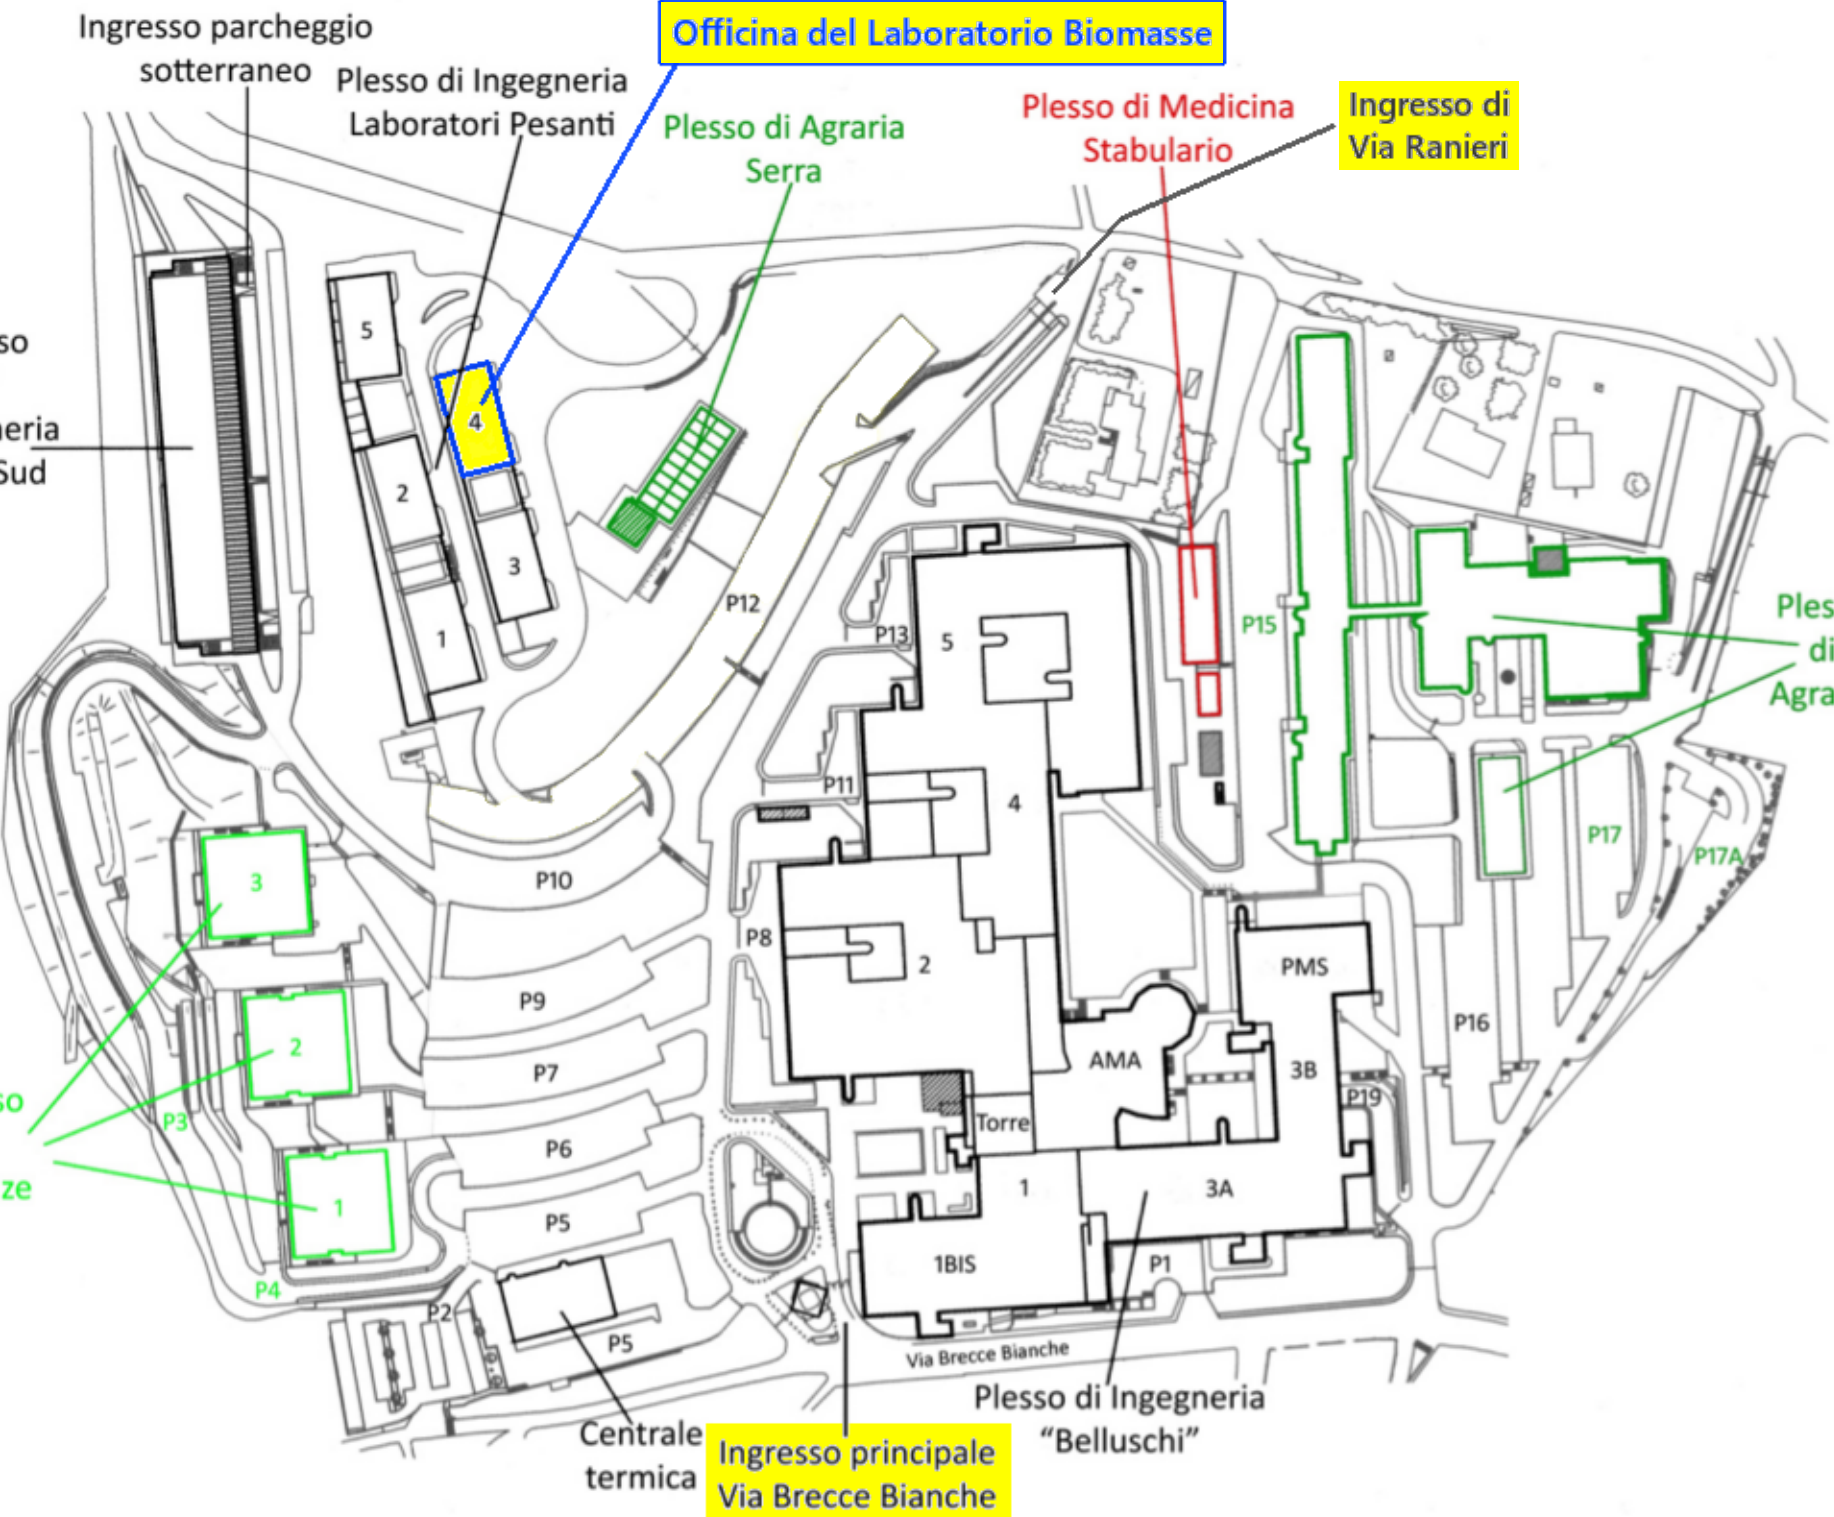 Ingresso parcheggio
sotterraneo
Plesso di Ingegneria
Laboratori Pesanti
Officina del Laboratorio Biomasse
Plesso di Agraria
Serra
Plesso di Medicina
Stabulario
Ingresso di
Via Ranieri
so
eria
Sud
5
4
2
3
1
P12
P13
5
P15
Ples
di
Agra
P11
4
P10
P17
P17A
3
P8
2
PMS
P9
P16
2
P7
AMA
3B
P19
so
P3
Torre
P6
ze
1
1
3A
P5
P4
1BIS
P1
P2
P5
Via Brecce Bianche
Plesso di Ingegneria
“Belluschi”
Centrale
termica
Ingresso principale
Via Brecce Bianche